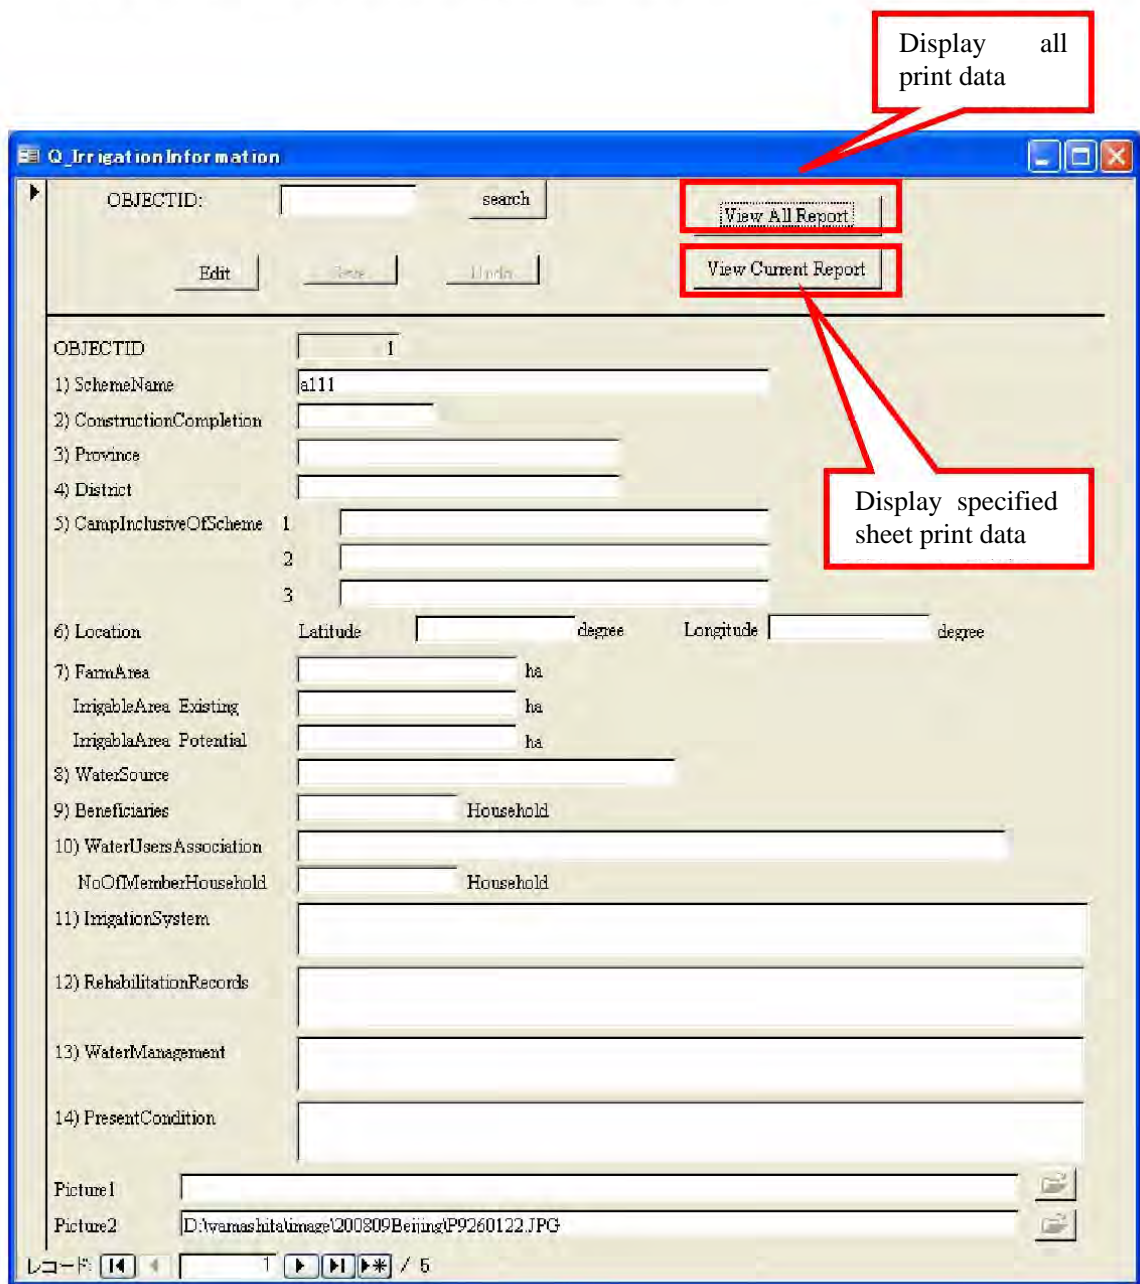 Display all
print data
Q_IrrigationInformation
OBJECTID:
search
View All Report
Edit
Save
Undo
View Current Report
OBJECTID 1
1) SchemeName a111
2) ConstructionCompletion
3) Province
4) District
5) CampInclusiveOfScheme 1
2
3
Display specified
sheet print data
6) Location Latitude degree Longitude degree
7) FarmArea ha
IrrigableArea Existing ha
IrrigablaArea Potential ha
8) WaterSource
9) Beneficiaries Household
10) WaterUsersAssociation
NoOfMemberHousehold Household
11) IrrigationSystem
12) RehabilitationRecords
13) WaterManagement
14) PresentCondition
Picture1
Picture2 D:\yamashita\image\200809Beijing\P9260122.JPG
レコード: 1 / 5